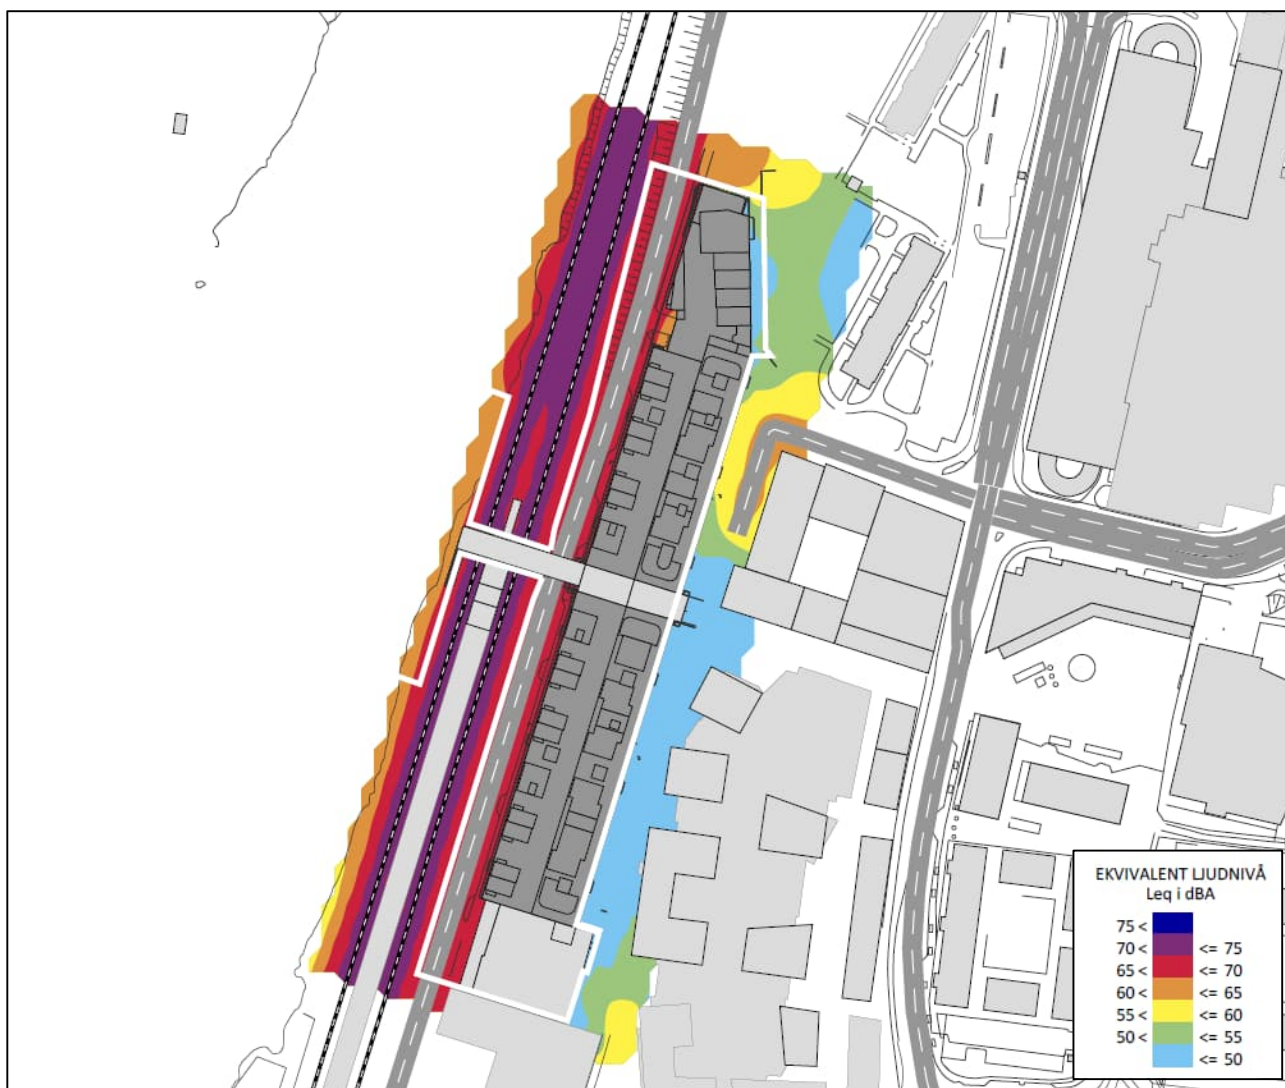 EKVIVALENT LJUDNIVÅ
Leq i dBA
75 <
70 < <= 75
65 < <= 70
60 < <= 65
55 < <= 60
50 < <= 55
<= 50